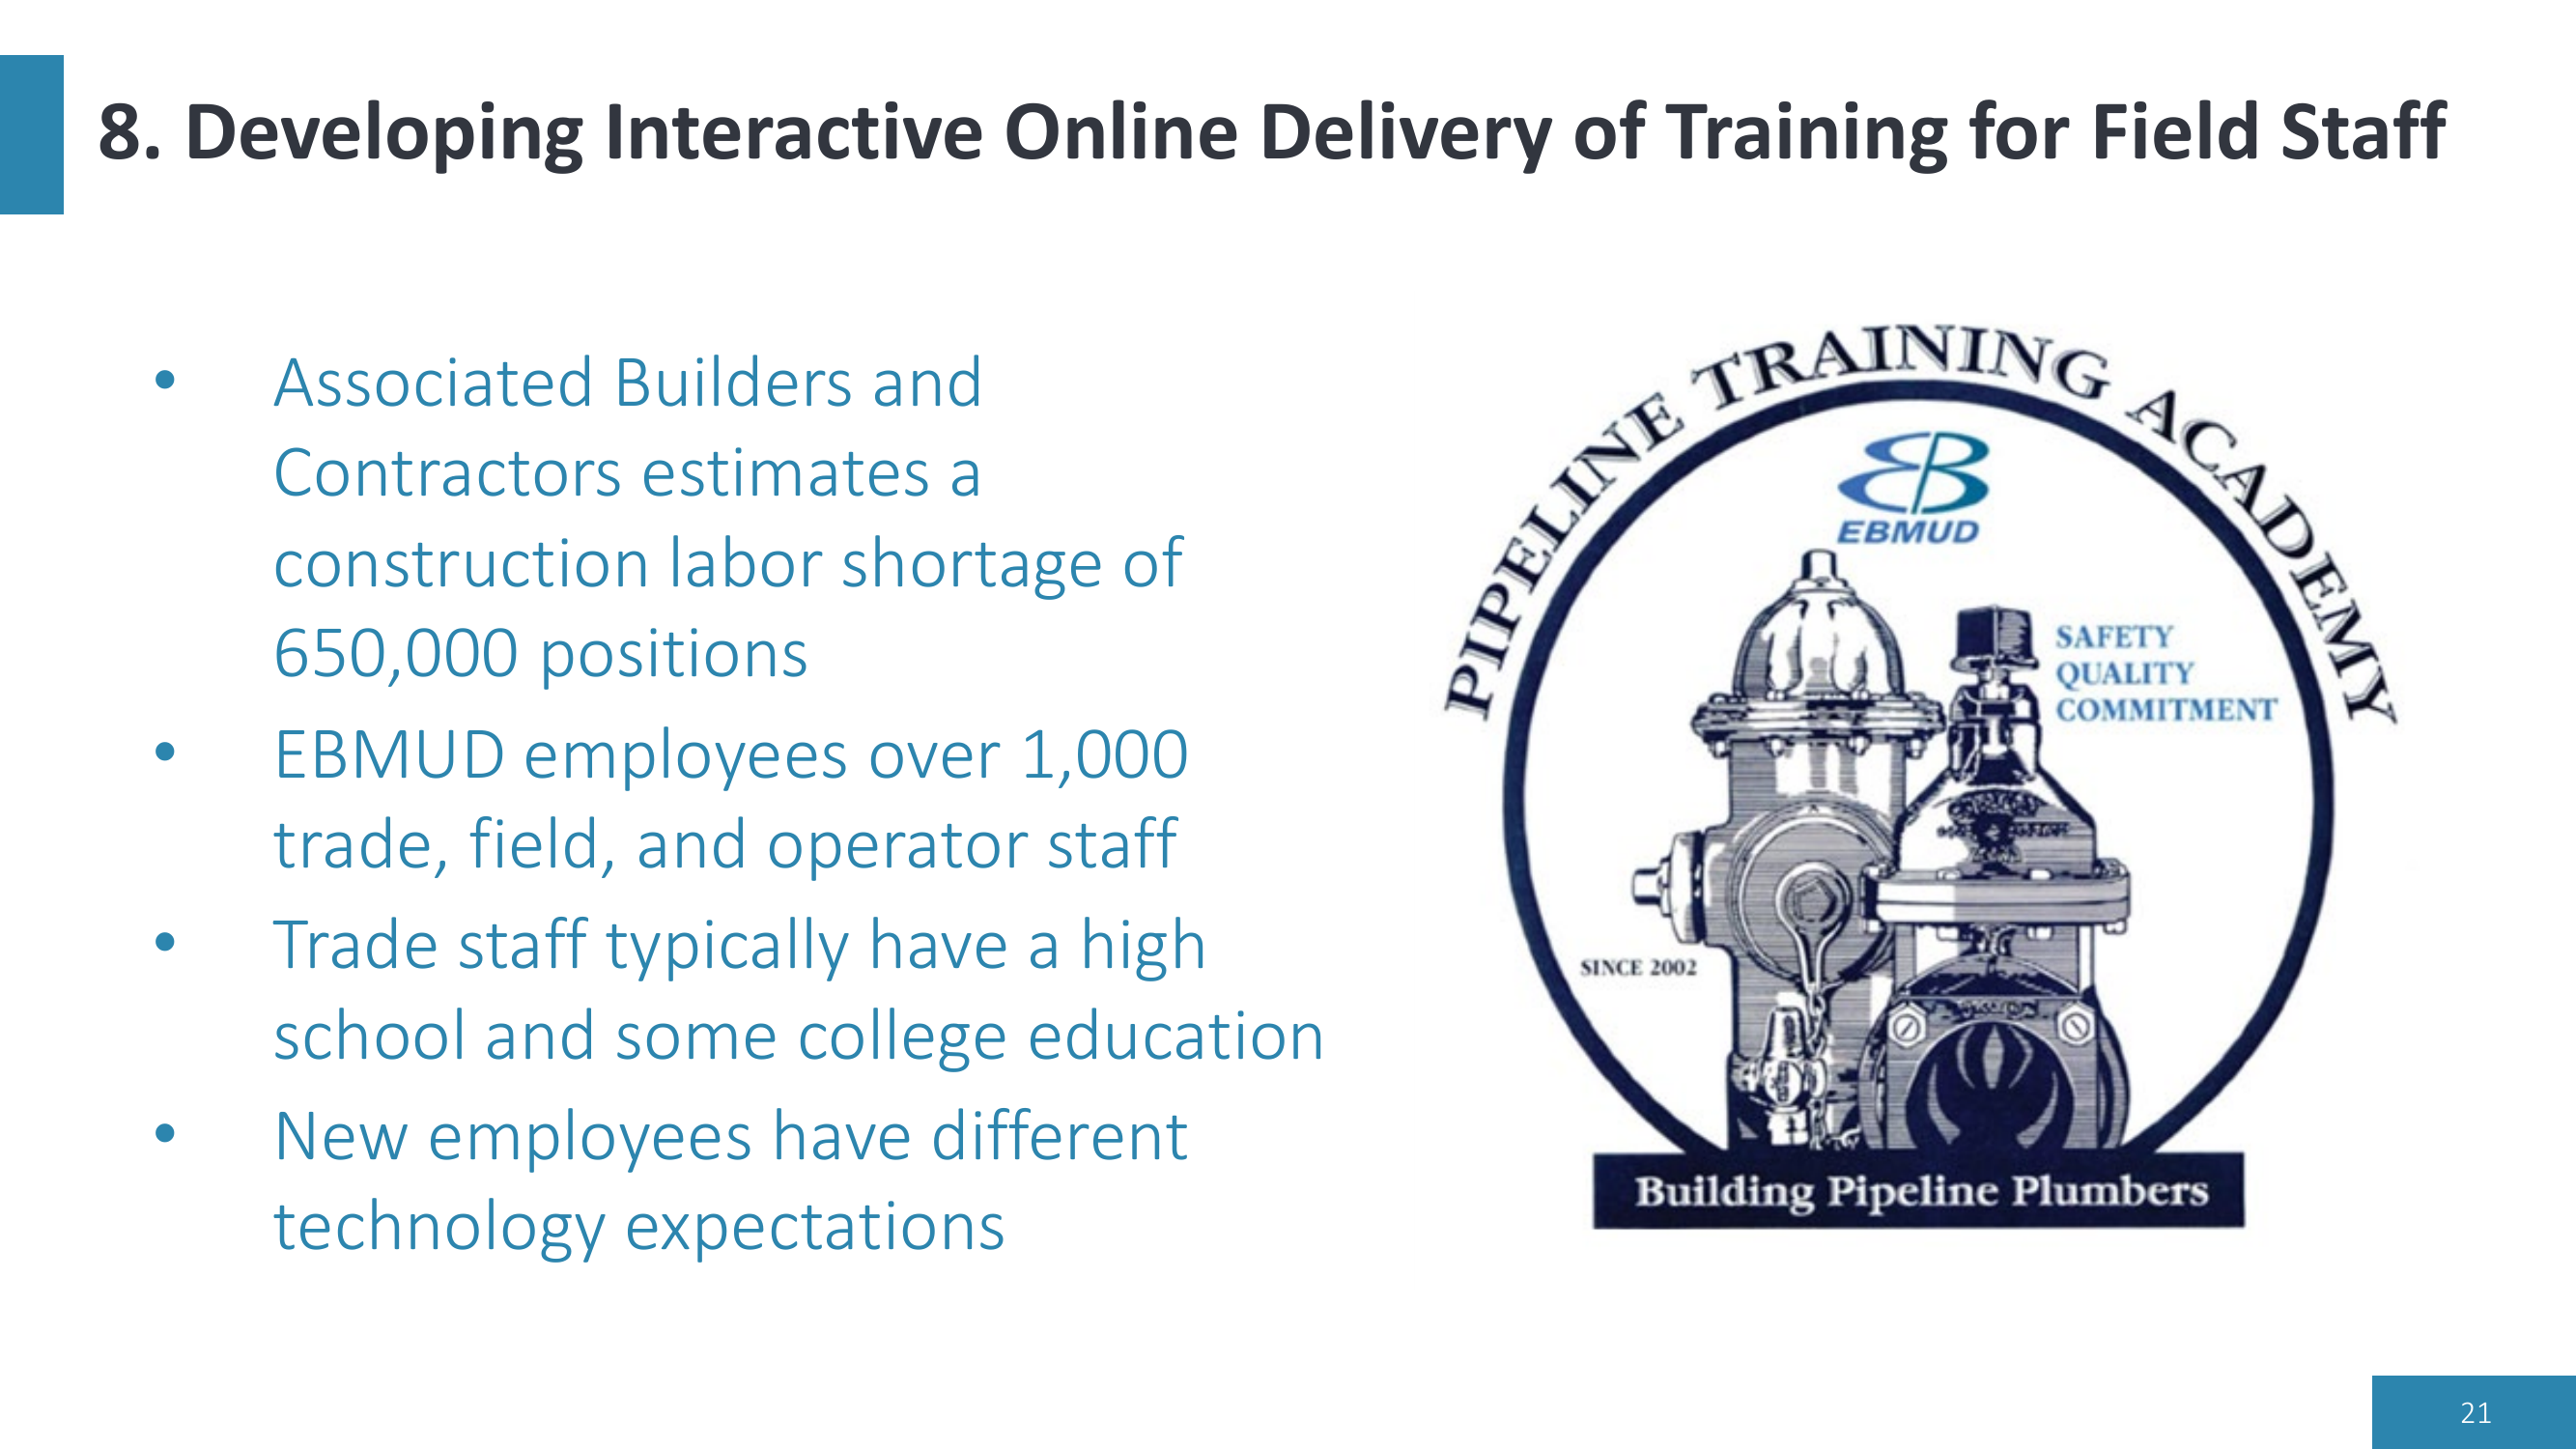 8. Developing Interactive Online Delivery of Training for Field Staff
• Associated Builders and
Contractors estimates a
construction labor shortage of
650,000 positions
• EBMUD employees over 1,000
trade, field, and operator staff
• Trade staff typically have a high
school and some college education
• New employees have different
technology expectations
PIPELINE TRAINING ACADEMY
EBMUD
SAFETY
QUALITY
COMMITMENT
SINCE 2002
Building Pipeline Plumbers
21